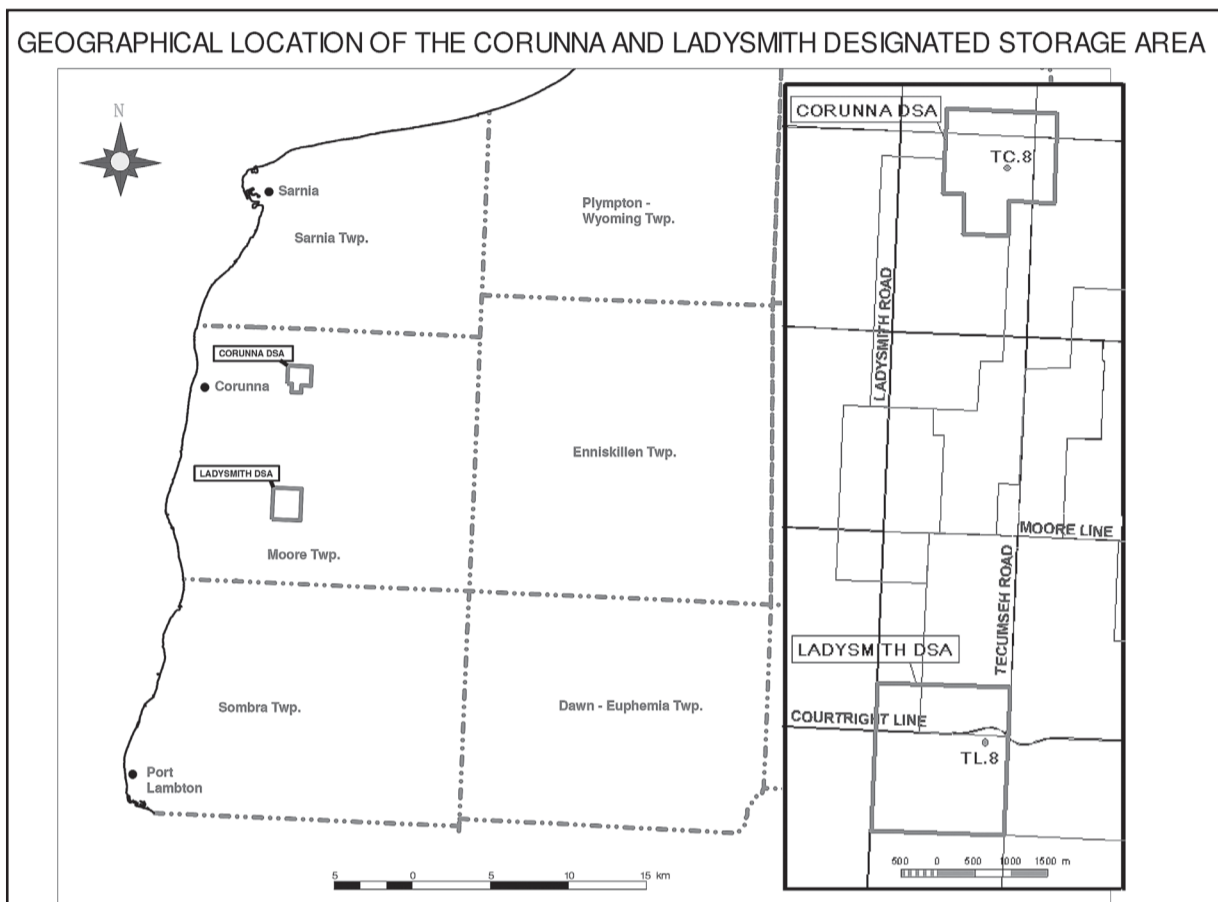 GEOGRAPHICAL LOCATION OF THE CORUNNA AND LADYSMITH DESIGNATED STORAGE AREA
N
Sarnia
Sarnia Twp.
Plympton -
Wyoming Twp.
CORUNNA DSA
Corunna
LADYSMITH DSA
Moore Twp.
Enniskillen Twp.
Sombra Twp.
Dawn - Euphemia Twp.
Port
Lambton
5 0 5 10 15 km
CORUNNA DSA
TC.8
LADYSMITH ROAD
MOORE LINE
TECUMSEH ROAD
LADYSMITH DSA
COURTRIGHT LINE
TL.8
500 0 500 1000 1500 m